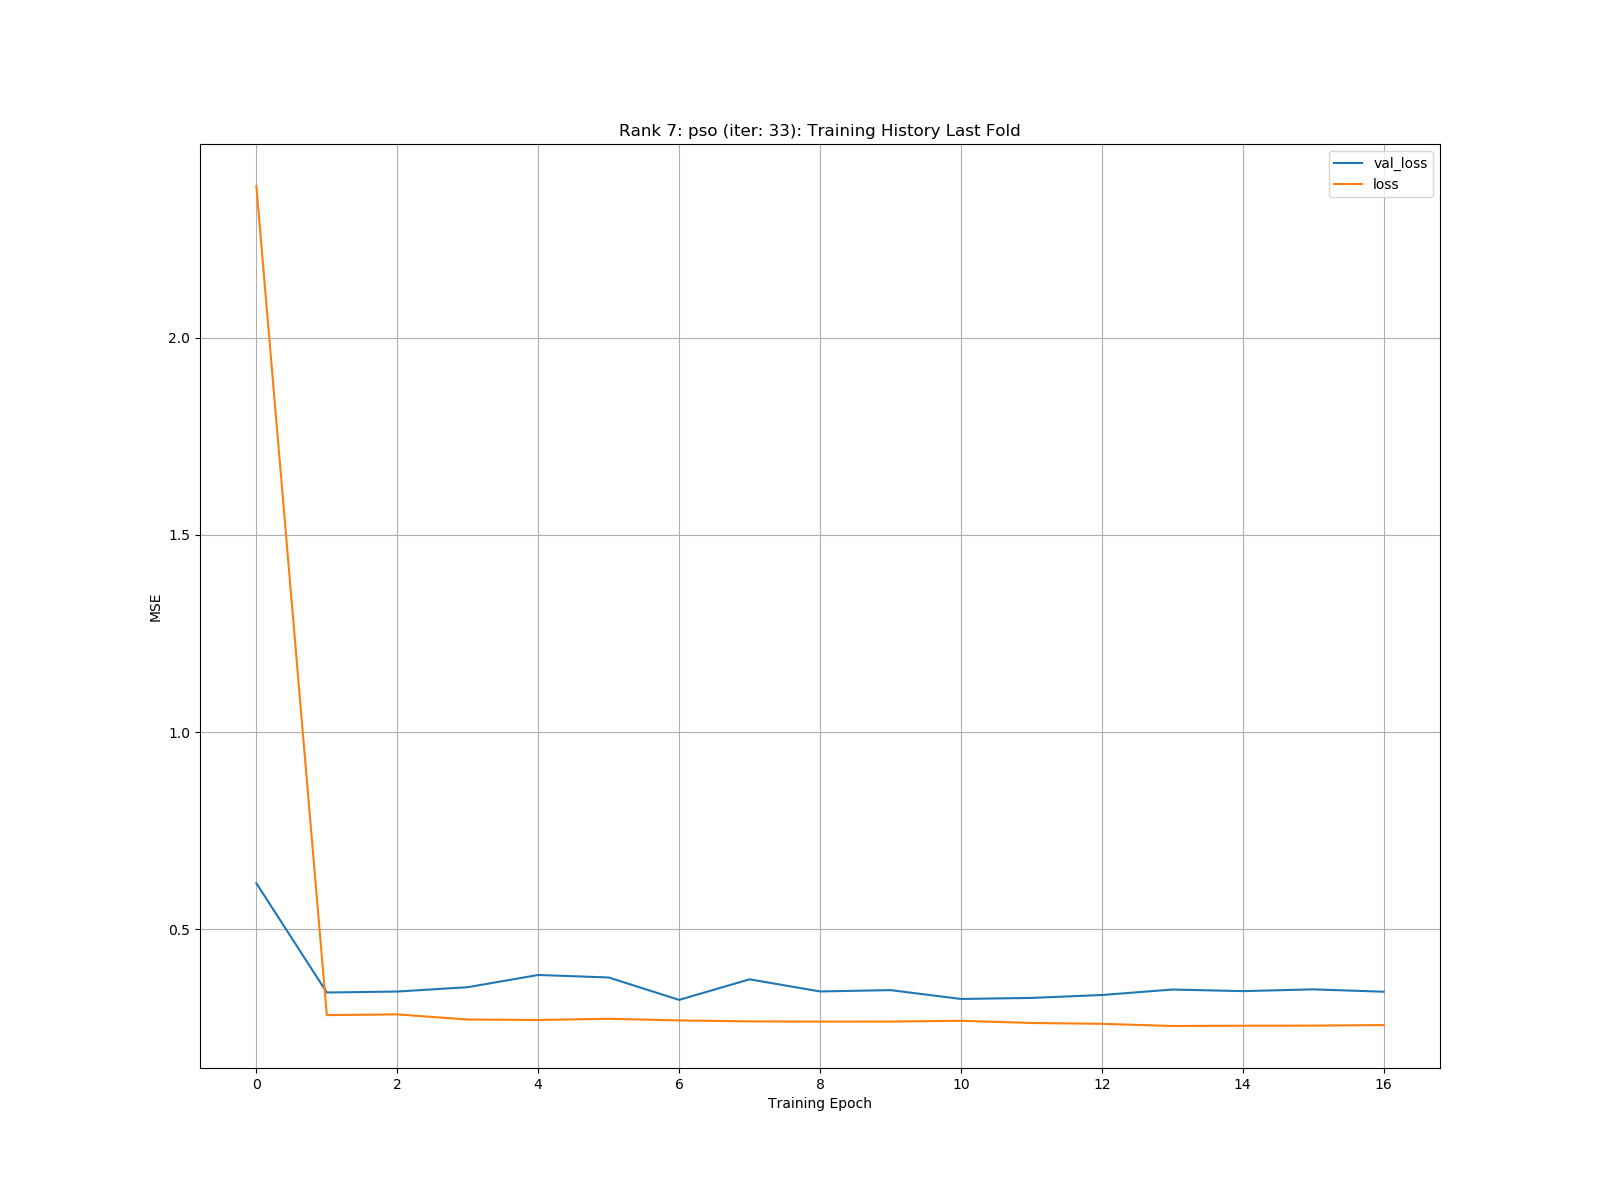 Rank 7: pso (iter: 33): Training History Last Fold
val_loss
loss
2.0
1.5
1.0
0.5
MSE
0 2 4 6 8 10 12 14 16
Training Epoch